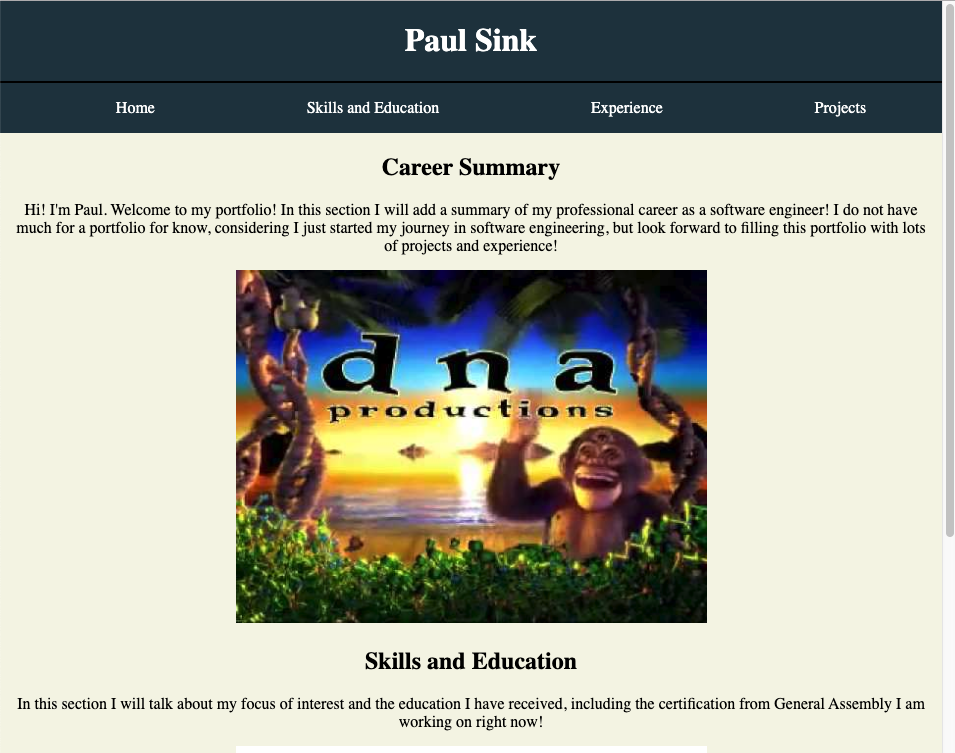 Paul Sink
Home Skills and Education Experience Projects
Career Summary
Hi! I'm Paul. Welcome to my portfolio! In this section I will add a summary of my professional career as a software engineer! I do not have
much for a portfolio for know, considering I just started my journey in software engineering, but look forward to filling this portfolio with lots
of projects and experience!
dna
productions
Skills and Education
In this section I will talk about my focus of interest and the education I have received, including the certification from General Assembly I am
working on right now!